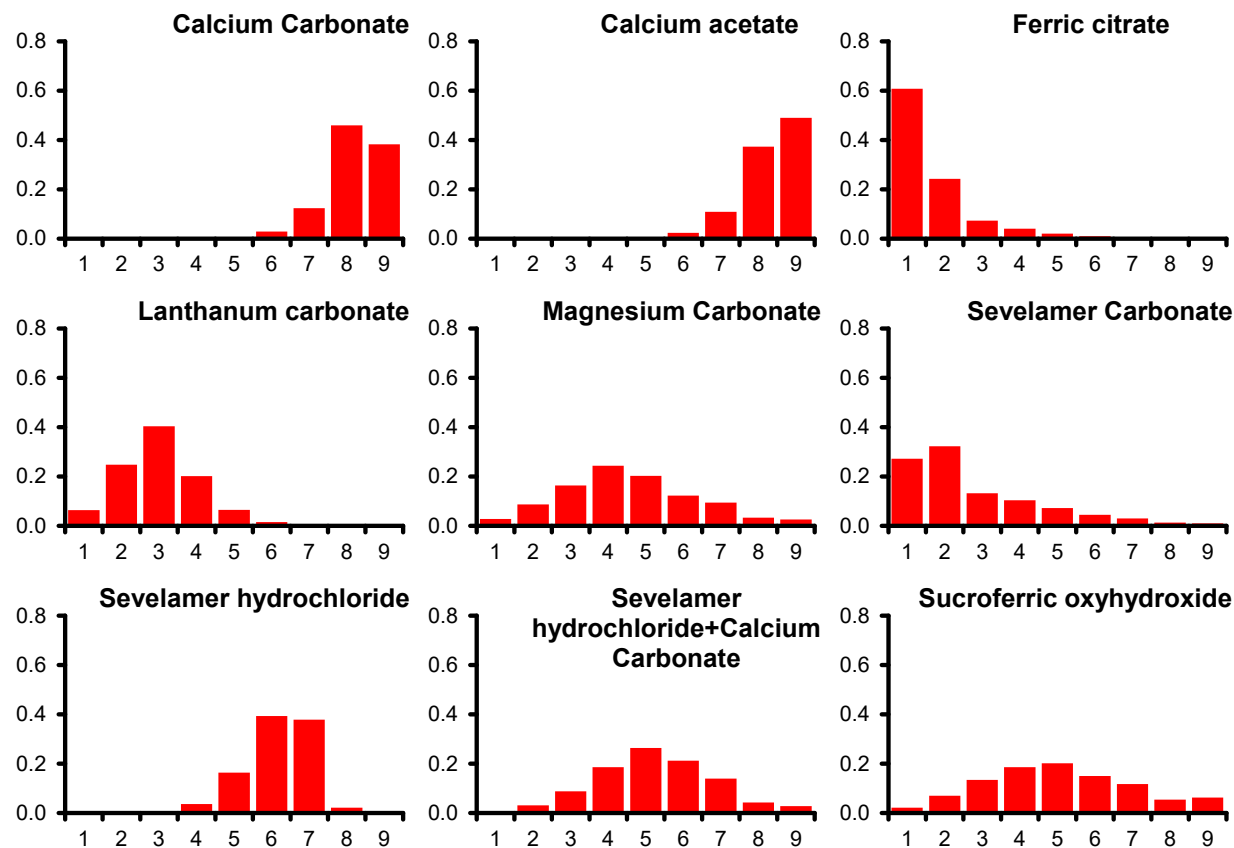 Calcium Carbonate
0.8
0.6
0.4
0.2
0.0
1 2 3 4 5 6 7 8 9
Calcium acetate
0.8
0.6
0.4
0.2
0.0
1 2 3 4 5 6 7 8 9
Ferric citrate
0.8
0.6
0.4
0.2
0.0
1 2 3 4 5 6 7 8 9
Lanthanum carbonate
0.8
0.6
0.4
0.2
0.0
1 2 3 4 5 6 7 8 9
Magnesium Carbonate
0.8
0.6
0.4
0.2
0.0
1 2 3 4 5 6 7 8 9
Sevelamer Carbonate
0.8
0.6
0.4
0.2
0.0
1 2 3 4 5 6 7 8 9
Sevelamer hydrochloride
0.8
0.6
0.4
0.2
0.0
1 2 3 4 5 6 7 8 9
Sevelamer
hydrochloride+Calcium
Carbonate
0.8
0.6
0.4
0.2
0.0
1 2 3 4 5 6 7 8 9
Sucroferric oxyhydroxide
0.8
0.6
0.4
0.2
0.0
1 2 3 4 5 6 7 8 9